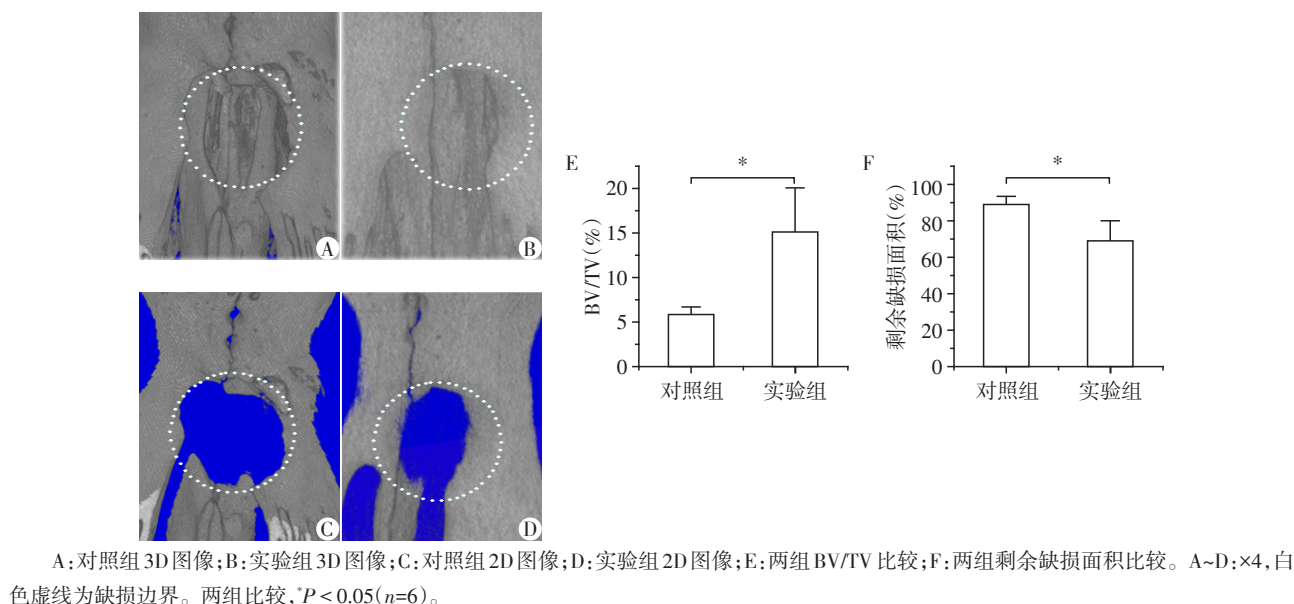 A
B
C
D
E
*
BV/TV(%)
20
15
10
5
0
对照组 实验组
F
*
剩余缺损面积(%)
100
80
60
40
20
0
对照组 实验组
A:对照组3D图像;B:实验组3D图像;C:对照组2D图像;D:实验组2D图像;E:两组BV/TV比较;F:两组剩余缺损面积比较。A~D:×4,白
色虚线为缺损边界。两组比较,*P<0.05(n=6)。